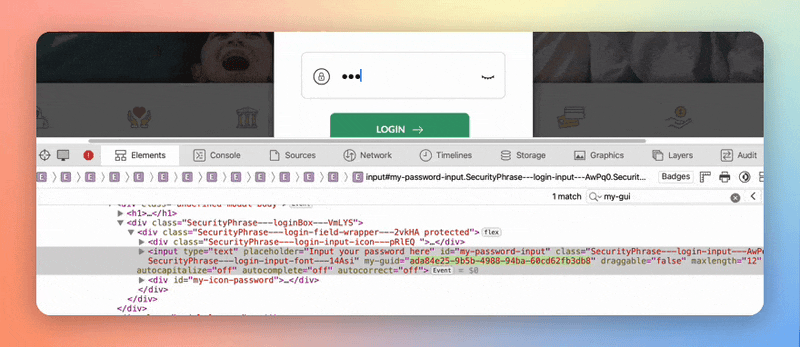 •••
LOGIN →
Elements Console Sources Network Timelines Storage Graphics Layers Audit
E E E E E E E E E E input#my-password-input.SecurityPhrase---login-input---AwPq0.Securit… Badges
1 match my-gui
<h1>…</h1>
<div class="SecurityPhrase---loginBox---VmLYS">
<div class="SecurityPhrase---login-field-wrapper---2vkHA protected"> flex
<div class="SecurityPhrase---login-input-icon---pRlEQ ">…</div>
<input type="text" placeholder="Input your password here" id="my-password-input" class="SecurityPhrase---login-input---AwPq
SecurityPhrase---login-input-font---14Asi" my-guid="ada84e25-9b5b-4988-94ba-60cd62fb3db8" draggable="false" maxlength="12"
autocapitalize="off" autocomplete="off" autocorrect="off"> Event = $0
<div id="my-icon-password">…</div>
</div>
</div>